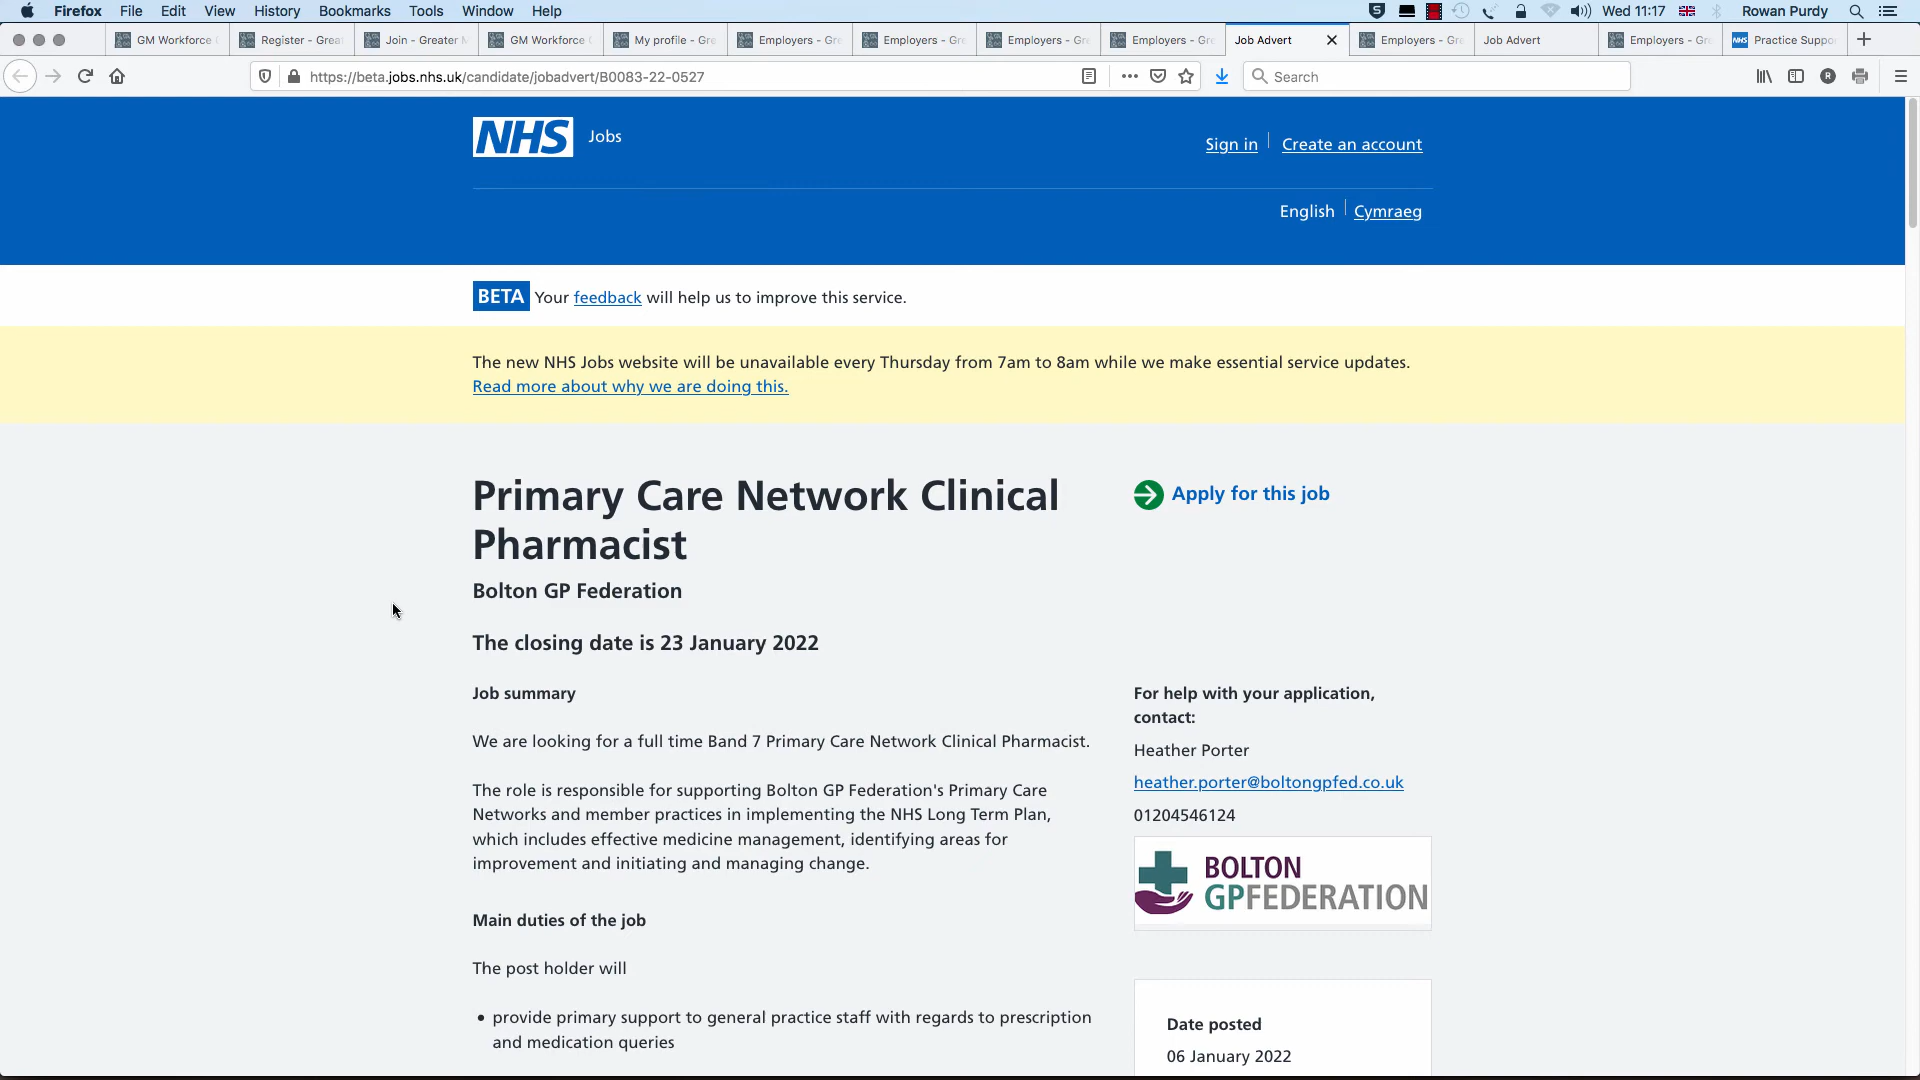 Firefox File Edit View History Bookmarks Tools Window Help Wed 11:17 Rowan Purdy
GM Workforce Register - Grea Join - Greater M GM Workforce My profile - Gre Employers - Gre Employers - Gre Employers - Gre Employers - Gre Job Advert Employers - Gre Job Advert Employers - Gre NHS Practice Suppo
https://beta.jobs.nhs.uk/candidate/jobadvert/B0083-22-0527 Search
NHS Jobs
Sign in Create an account
English Cymraeg
BETA Your feedback will help us to improve this service.
The new NHS Jobs website will be unavailable every Thursday from 7am to 8am while we make essential service updates.
Read more about why we are doing this.
Primary Care Network Clinical
Pharmacist
Apply for this job
Bolton GP Federation
The closing date is 23 January 2022
Job summary
We are looking for a full time Band 7 Primary Care Network Clinical Pharmacist.
The role is responsible for supporting Bolton GP Federation's Primary Care
Networks and member practices in implementing the NHS Long Term Plan,
which includes effective medicine management, identifying areas for
improvement and initiating and managing change.
Main duties of the job
The post holder will
• provide primary support to general practice staff with regards to prescription
and medication queries
For help with your application,
contact:
Heather Porter
heather.porter@boltongpfed.co.uk
01204546124
BOLTON
GPFEDERATION
Date posted
06 January 2022